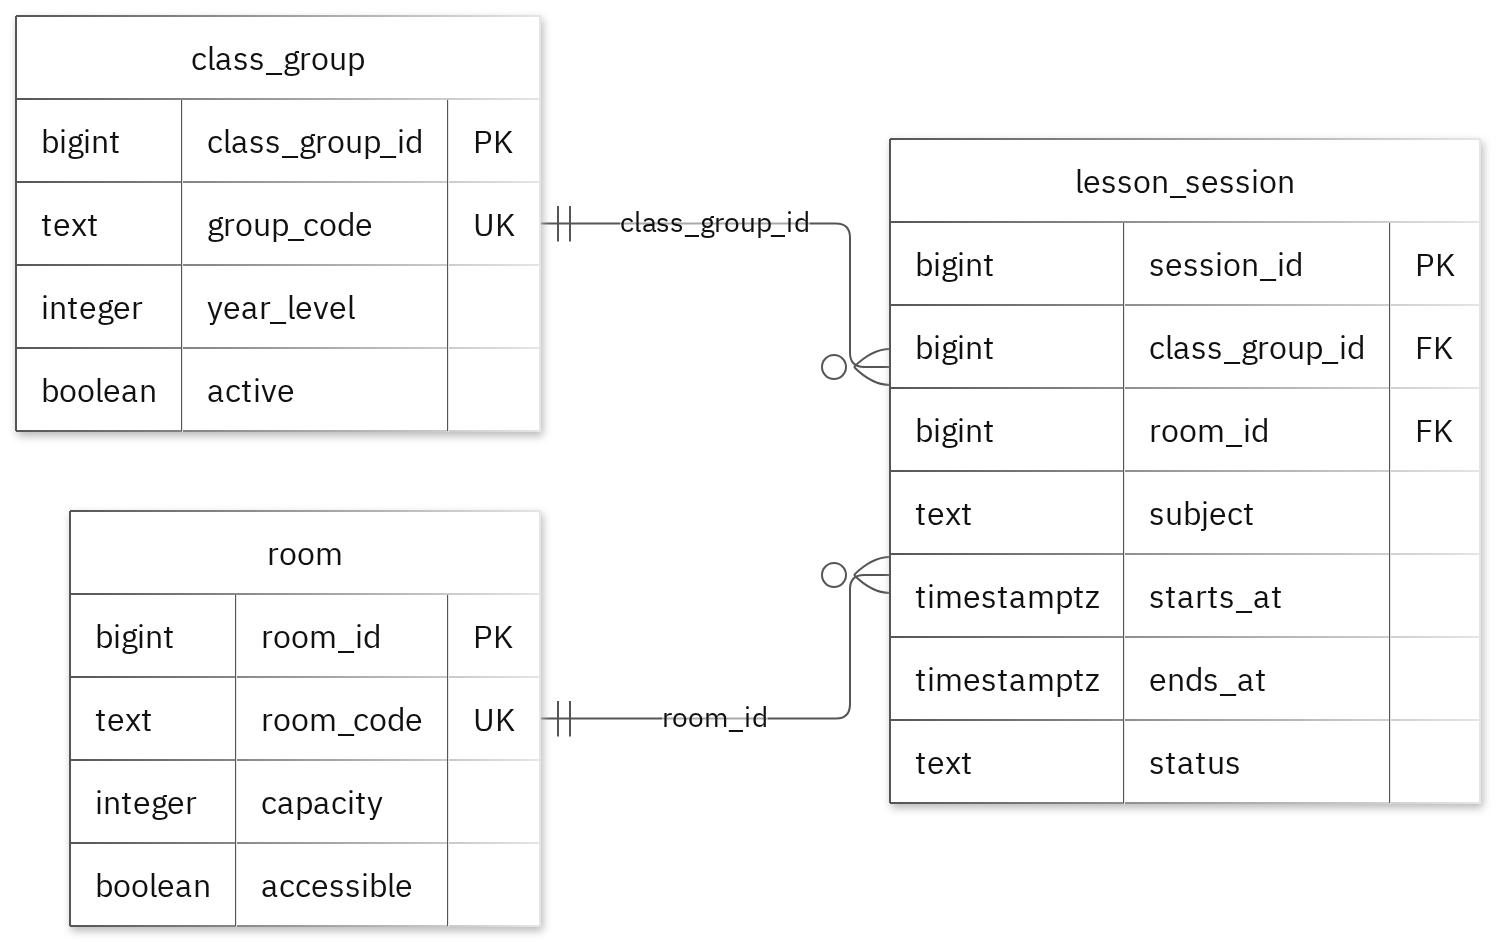 class_group
bigint class_group_id PK
text group_code UK
integer year_level
boolean active
class_group_id
lesson_session
bigint session_id PK
bigint class_group_id FK
bigint room_id FK
text subject
timestamptz starts_at
timestamptz ends_at
text status
room
bigint room_id PK
text room_code UK
integer capacity
boolean accessible
room_id